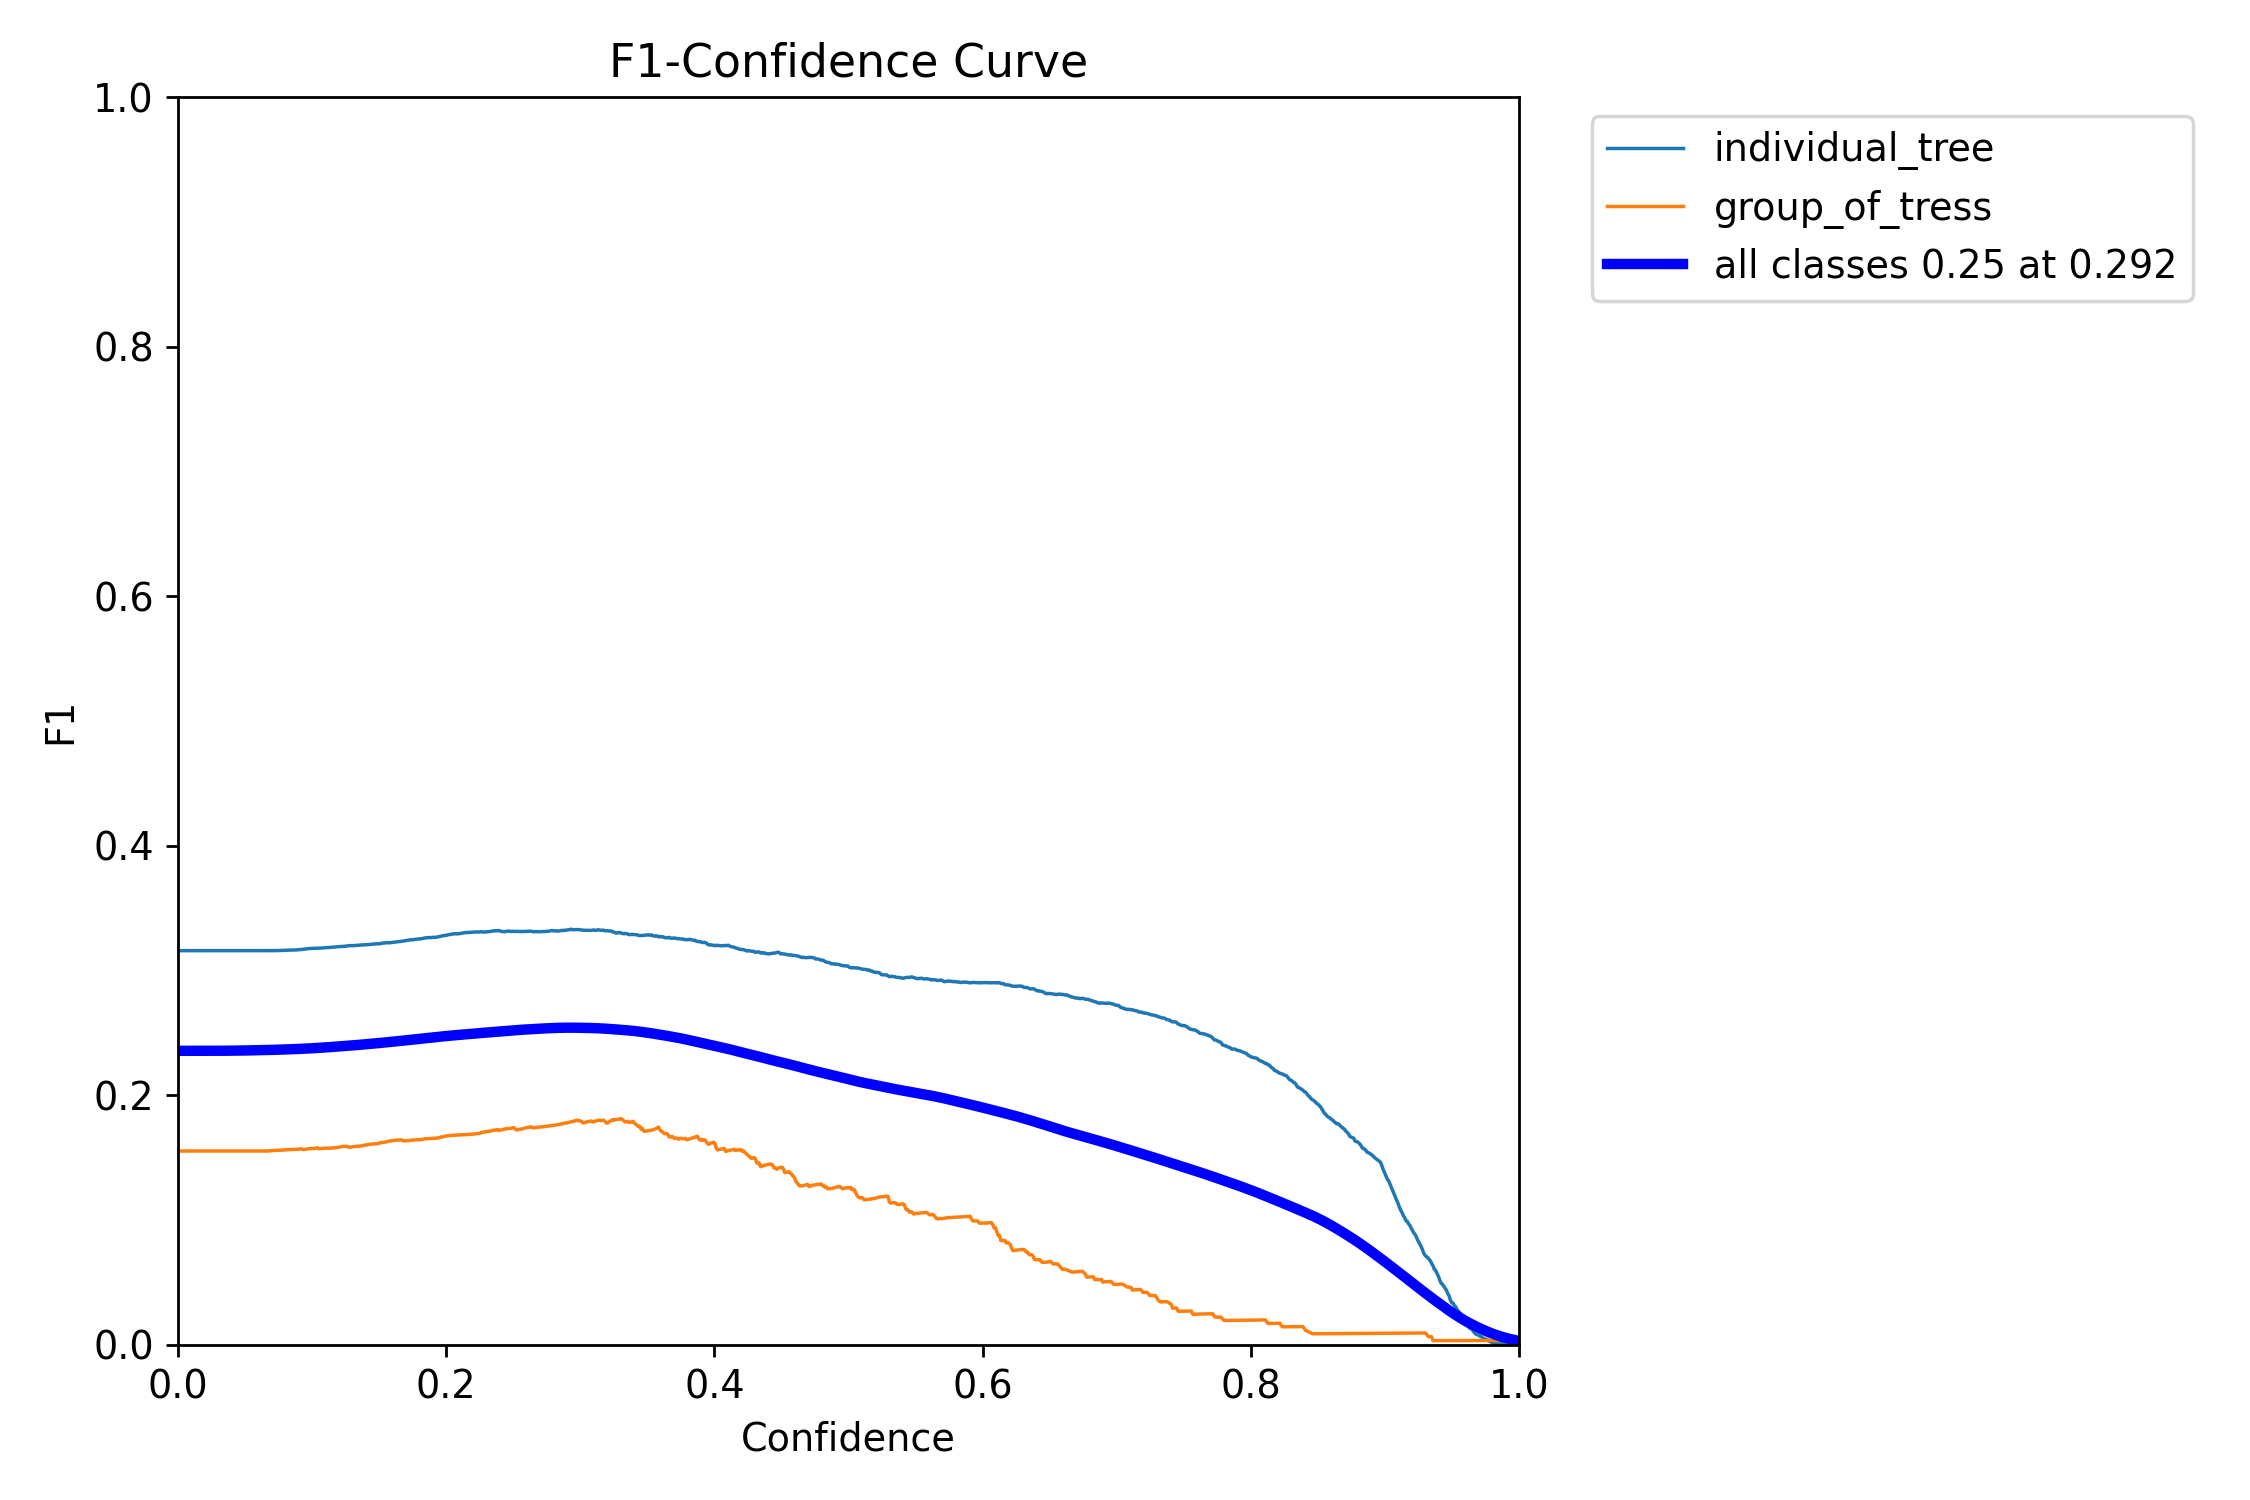 F1-Confidence Curve
1.0
0.8
0.6
0.4
0.2
0.0
F1
0.0 0.2 0.4 0.6 0.8 1.0
Confidence
individual_tree
group_of_tress
all classes 0.25 at 0.292